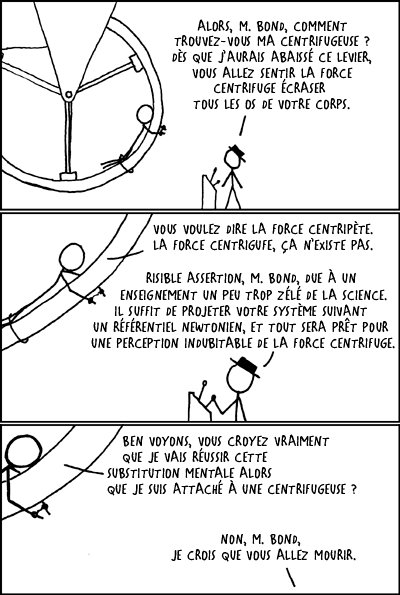 ALORS, M. BOND, COMMENT
TROUVEZ-VOUS MA CENTRIFUGEUSE ?
DÈS QUE J'AURAIS ABAISSÉ CE LEVIER,
VOUS ALLEZ SENTIR LA FORCE
CENTRIFUGE ÉCRASER
TOUS LES OS DE VOTRE CORPS.
VOUS VOULEZ DIRE LA FORCE CENTRIPÈTE.
LA FORCE CENTRIGUFE, ÇA N'EXISTE PAS.
RISIBLE ASSERTION, M. BOND, DUE À UN
ENSEIGNEMENT UN PEU TROP ZÉLÉ DE LA SCIENCE.
IL SUFFIT DE PROJETER VOTRE SYSTÈME SUIVANT
UN RÉFÉRENTIEL NEWTONIEN, ET TOUT SERA PRÊT POUR
UNE PERCEPTION INDUBITABLE DE LA FORCE CENTRIFUGE.
BEN VOYONS, VOUS CROYEZ VRAIMENT
QUE JE VAIS RÉUSSIR CETTE
SUBSTITUTION MENTALE ALORS
QUE JE SUIS ATTACHÉ À UNE CENTRIFUGEUSE ?
NON, M. BOND,
JE CROIS QUE VOUS ALLEZ MOURIR.